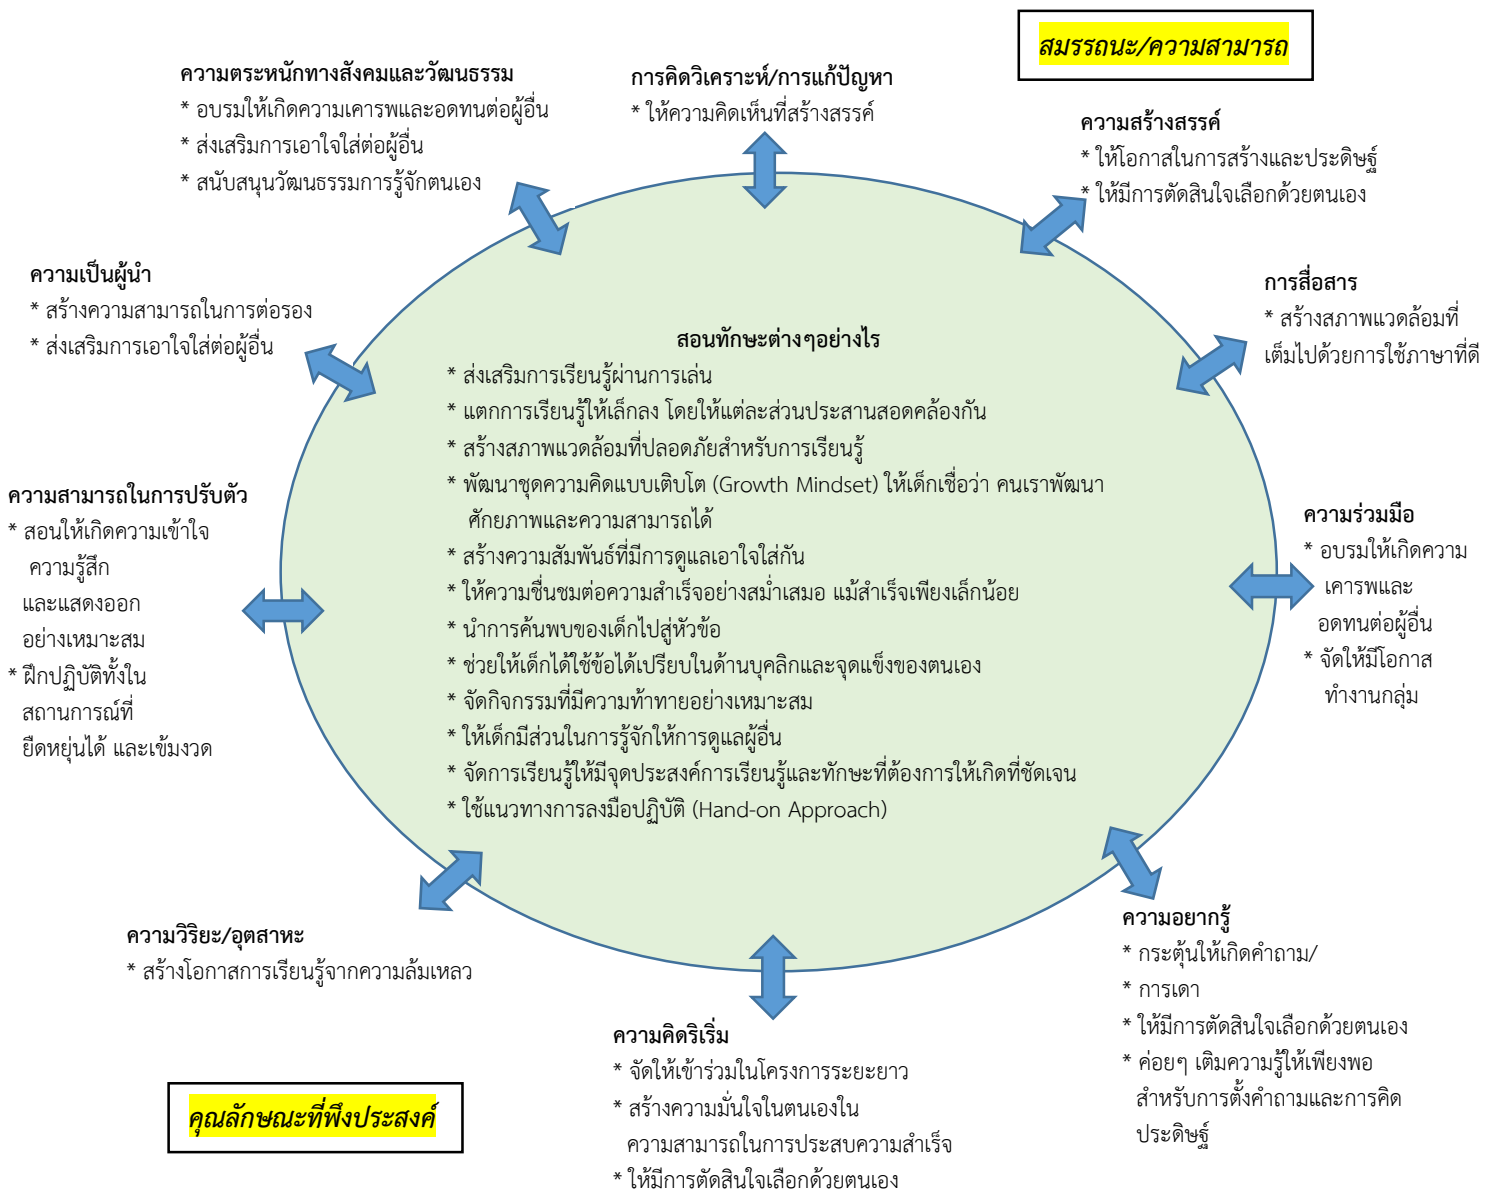 สมรรถนะ/ความสามารถ
ความตระหนักทางสังคมและวัฒนธรรม
* อบรมให้เกิดความเคารพและอดทนต่อผู้อื่น
* ส่งเสริมการเอาใจใส่ต่อผู้อื่น
* สนับสนุนวัฒนธรรมการรู้จักตนเอง
การคิดวิเคราะห์/การแก้ปัญหา
* ให้ความคิดเห็นที่สร้างสรรค์
ความสร้างสรรค์
* ให้โอกาสในการสร้างและประดิษฐ์
* ให้มีการตัดสินใจเลือกด้วยตนเอง
ความเป็นผู้นำ
* สร้างความสามารถในการต่อรอง
* ส่งเสริมการเอาใจใส่ต่อผู้อื่น
การสื่อสาร
* สร้างสภาพแวดล้อมที่
เต็มไปด้วยการใช้ภาษาที่ดี
สอนทักษะต่างๆอย่างไร
* ส่งเสริมการเรียนรู้ผ่านการเล่น
* แตกการเรียนรู้ให้เล็กลง โดยให้แต่ละส่วนประสานสอดคล้องกัน
* สร้างสภาพแวดล้อมที่ปลอดภัยสำหรับการเรียนรู้
* พัฒนาชุดความคิดแบบเติบโต (Growth Mindset) ให้เด็กเชื่อว่า คนเราพัฒนา
ศักยภาพและความสามารถได้
* สร้างความสัมพันธ์ที่มีการดูแลเอาใจใส่กัน
* ให้ความชื่นชมต่อความสำเร็จอย่างสม่ำเสมอ แม้สำเร็จเพียงเล็กน้อย
* นำการค้นพบของเด็กไปสู่หัวข้อ
* ช่วยให้เด็กได้ใช้ข้อได้เปรียบในด้านบุคลิกและจุดแข็งของตนเอง
* จัดกิจกรรมที่มีความท้าทายอย่างเหมาะสม
* ให้เด็กมีส่วนในการรู้จักให้การดูแลผู้อื่น
* จัดการเรียนรู้ให้มีจุดประสงค์การเรียนรู้และทักษะที่ต้องการให้เกิดที่ชัดเจน
* ใช้แนวทางการลงมือปฏิบัติ (Hand-on Approach)
ความสามารถในการปรับตัว
* สอนให้เกิดความเข้าใจ
ความรู้สึก
และแสดงออก
อย่างเหมาะสม
* ฝึกปฏิบัติทั้งใน
สถานการณ์ที่
ยืดหยุ่นได้ และเข้มงวด
ความร่วมมือ
* อบรมให้เกิดความ
เคารพและ
อดทนต่อผู้อื่น
* จัดให้มีโอกาส
ทำงานกลุ่ม
ความวิริยะ/อุตสาหะ
* สร้างโอกาสการเรียนรู้จากความล้มเหลว
ความอยากรู้
* กระตุ้นให้เกิดคำถาม/
* การเดา
* ให้มีการตัดสินใจเลือกด้วยตนเอง
* ค่อยๆ เติมความรู้ให้เพียงพอ
สำหรับการตั้งคำถามและการคิด
ประดิษฐ์
ความคิดริเริ่ม
* จัดให้เข้าร่วมในโครงการระยะยาว
* สร้างความมั่นใจในตนเองใน
ความสามารถในการประสบความสำเร็จ
* ให้มีการตัดสินใจเลือกด้วยตนเอง
คุณลักษณะที่พึงประสงค์